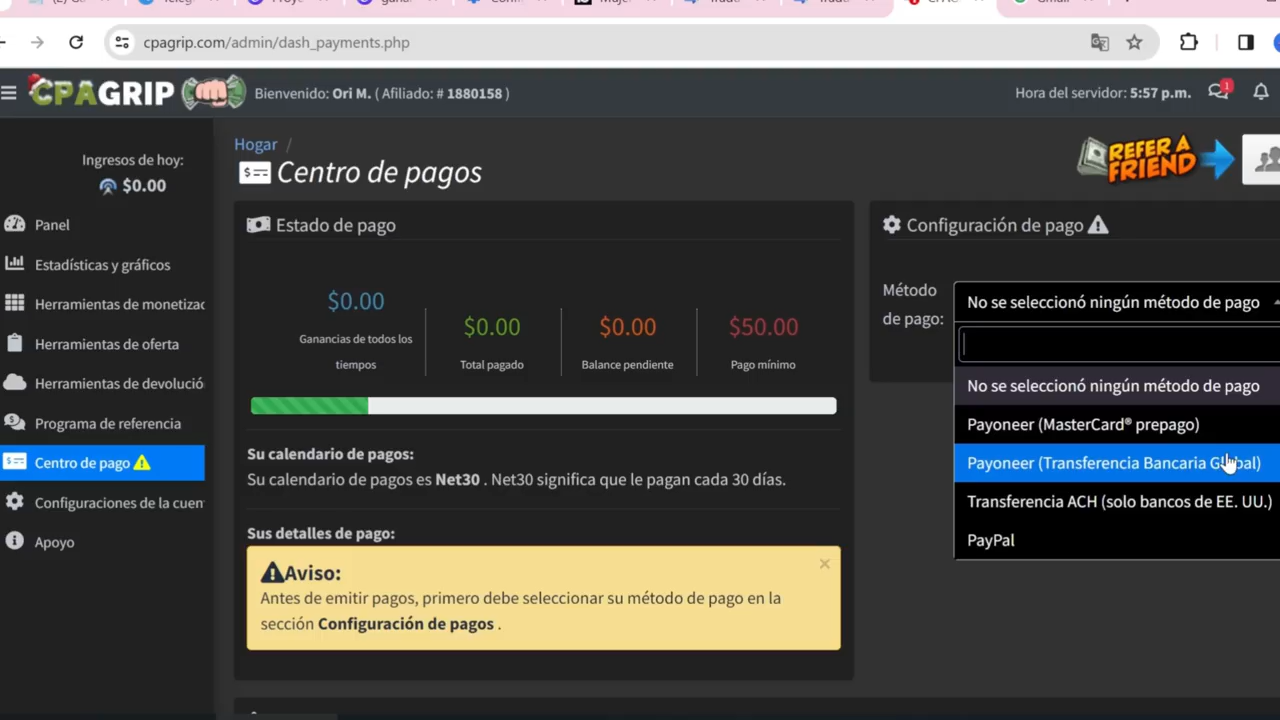 cpagrip.com/admin/dash_payments.php
CPAGRIP
Bienvenido: Ori M. ( Afiliado: # 1880158 )
Hora del servidor: 5:57 p.m.
1
Ingresos de hoy:
$0.00
Panel
Estadísticas y gráficos
Herramientas de monetizac
Herramientas de oferta
Herramientas de devolució
Programa de referencia
Centro de pago
Configuraciones de la cuen
Apoyo
Hogar /
Centro de pagos
REFER A
FRIEND
Estado de pago
$0.00
Ganancias de todos los
tiempos
$0.00
Total pagado
$0.00
Balance pendiente
$50.00
Pago mínimo
Su calendario de pagos:
Su calendario de pagos es Net30 . Net30 significa que le pagan cada 30 días.
Sus detalles de pago:
Aviso:
Antes de emitir pagos, primero debe seleccionar su método de pago en la
sección Configuración de pagos .
Configuración de pago
Método
de pago:
No se seleccionó ningún método de pago
No se seleccionó ningún método de pago
Payoneer (MasterCard® prepago)
Payoneer (Transferencia Bancaria Global)
Transferencia ACH (solo bancos de EE. UU.)
PayPal